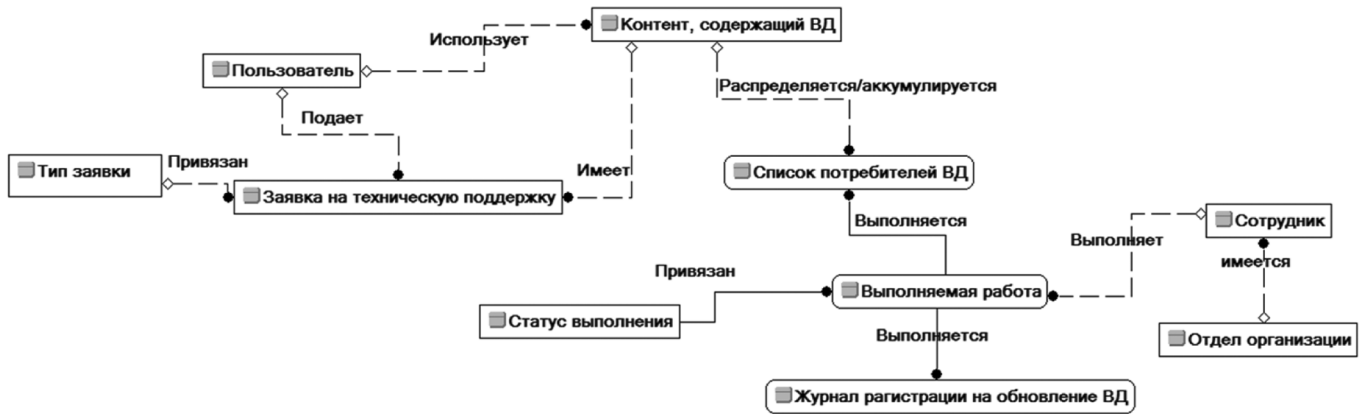 Контент, содержащий ВД
Использует
Пользователь
Распределяется/аккумулируется
Подает
Привязан
Тип заявки
Имеет
Список потребителей ВД
Заявка на техническую поддержку
Выполняется
Сотрудник
Выполняет
имеется
Привязан
Выполняемая работа
Статус выполнения
Выполняется
Отдел организации
Журнал рагистрации на обновление ВД